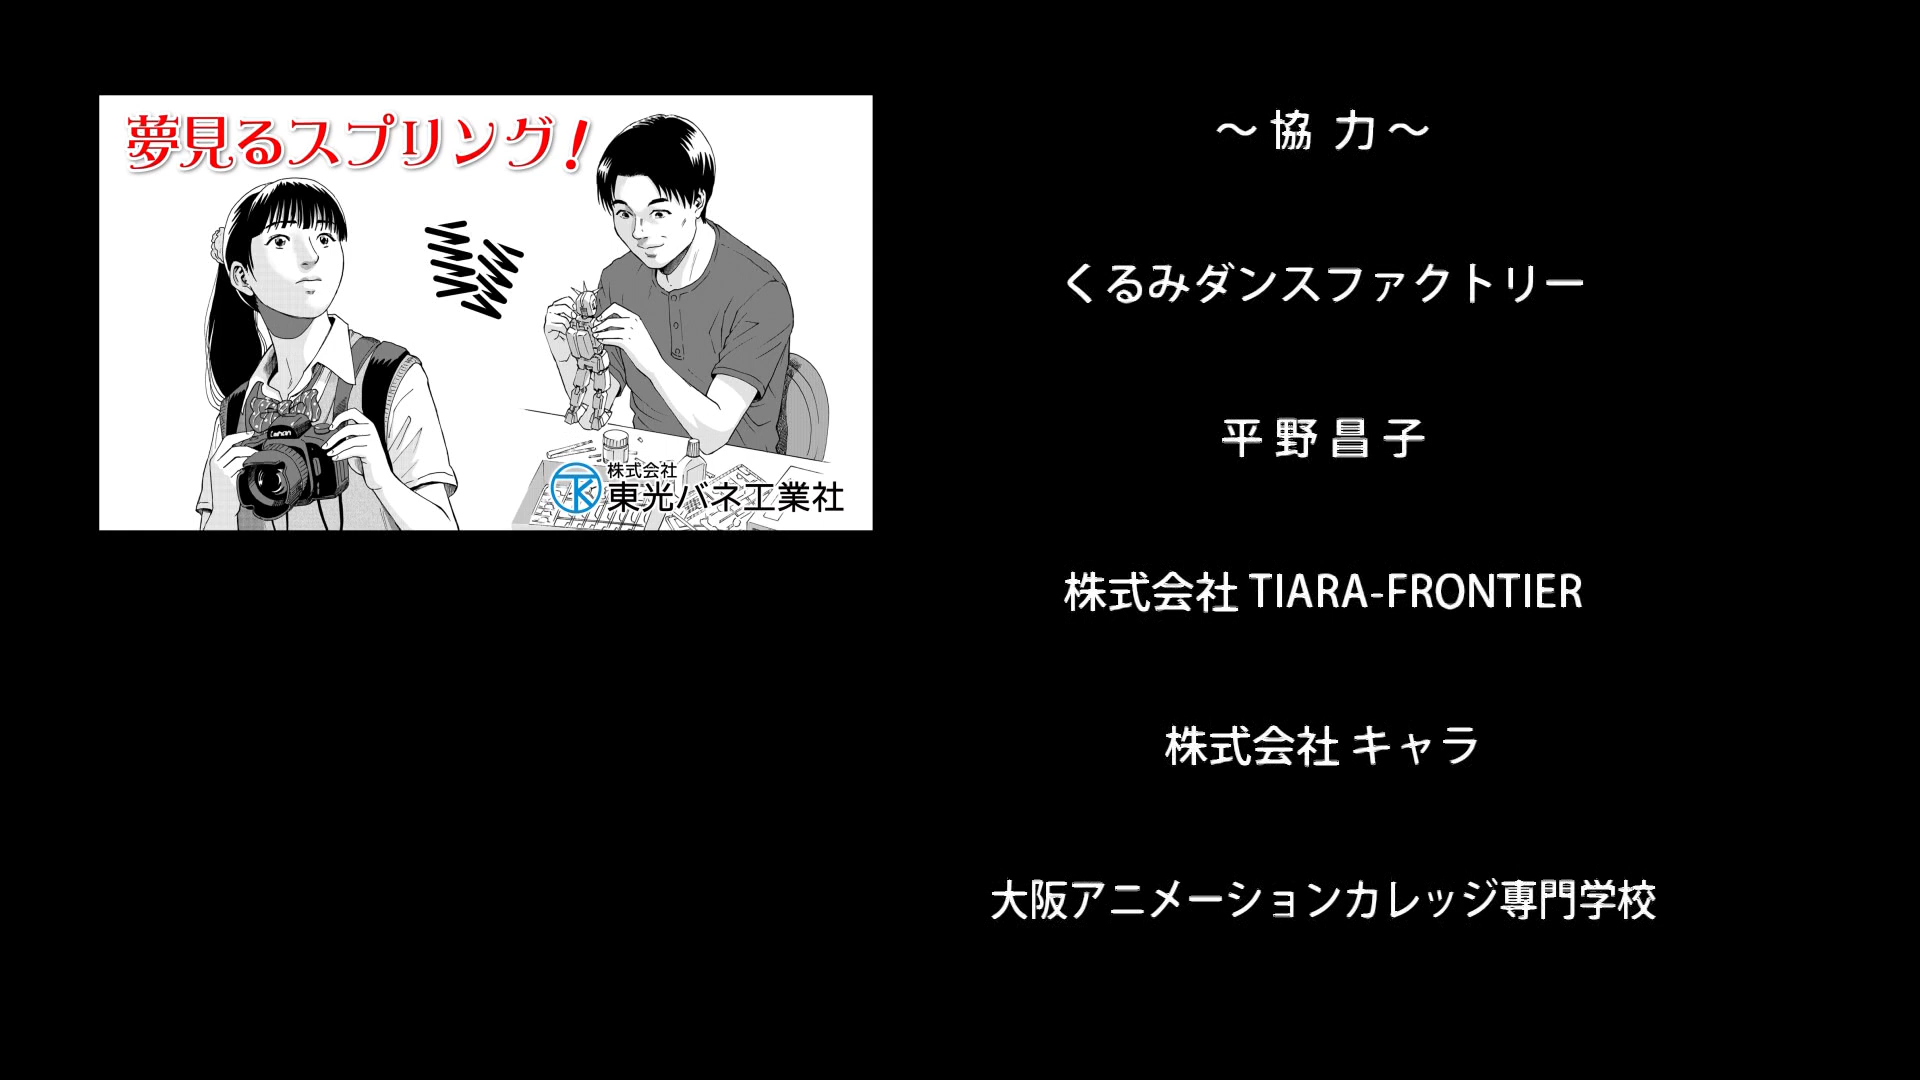 夢見るスプリング!
Canon
株式会社
東光バネ工業社
～協力～
くるみダンスファクトリー
平野昌子
株式会社 TIARA-FRONTIER
株式会社 キャラ
大阪アニメーションカレッジ専門学校